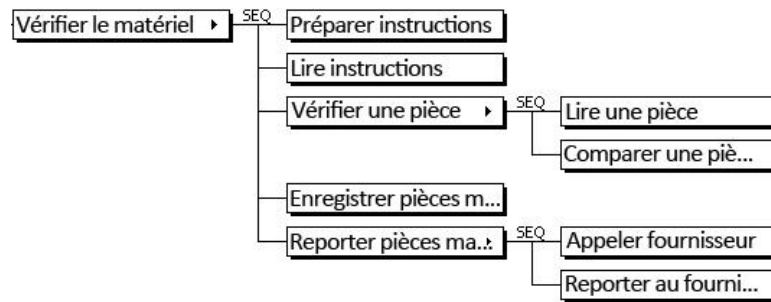 Vérifier le matériel
SEQ
Préparer instructions
Lire instructions
Vérifier une pièce
SEQ
Lire une pièce
Comparer une piè...
Enregistrer pièces m...
Reporter pièces ma...
SEQ
Appeler fournisseur
Reporter au fourni...